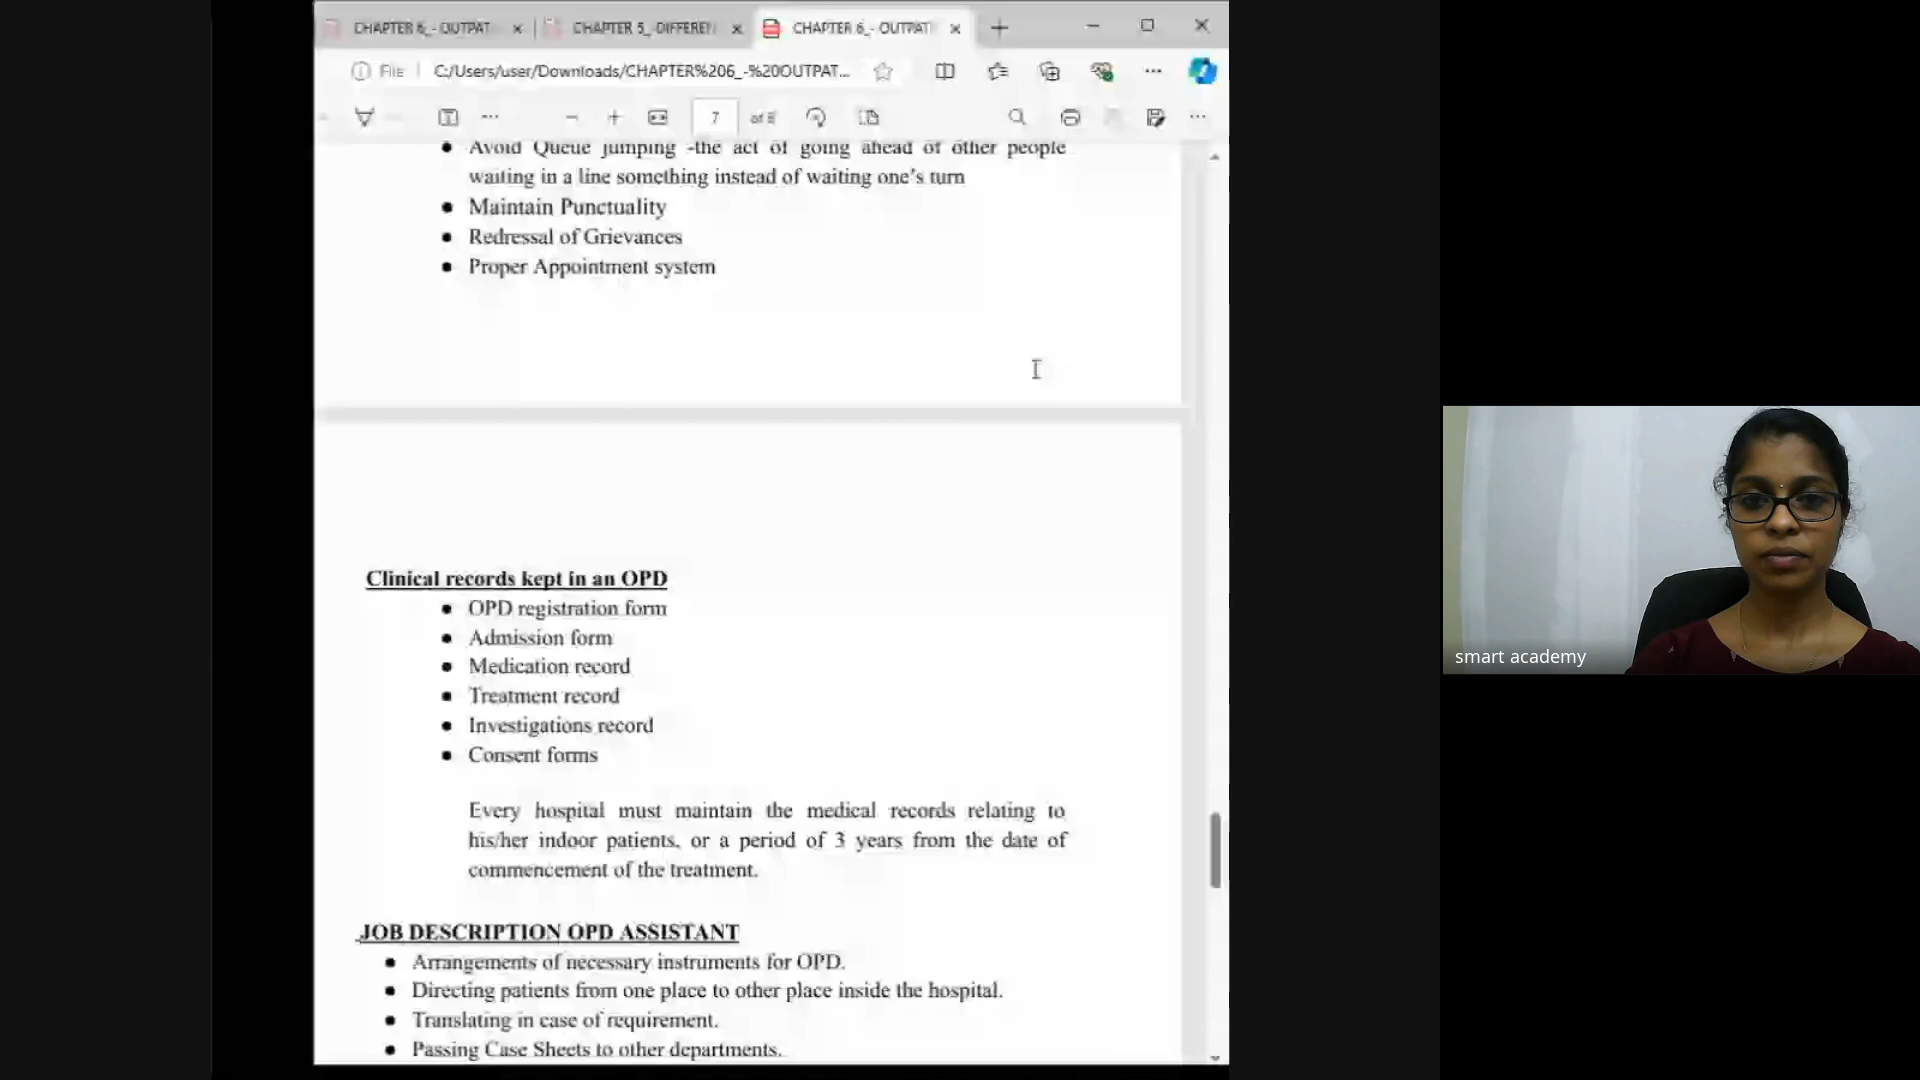 CHAPTER 6_- OUTPAT
CHAPTER 5_ DIFFEREN
CHAPTER 6_- OUTPATI
File
C:/Users/user/Downloads/CHAPTER%206_-%20OUTPAT...
7 of 8
Avoid Queue jumping -the act of going ahead of other people
waiting in a line something instead of waiting one's turn
Maintain Punctuality
Redressal of Grievances
Proper Appointment system
Clinical records kept in an OPD
OPD registration form
Admission form
Medication record
Treatment record
Investigations record
Consent forms
Every hospital must maintain the medical records relating to
his/her indoor patients, or a period of 3 years from the date of
commencement of the treatment.
JOB DESCRIPTION OPD ASSISTANT
Arrangements of necessary instruments for OPD.
Directing patients from one place to other place inside the hospital.
Translating in case of requirement.
Passing Case Sheets to other departments.
smart academy